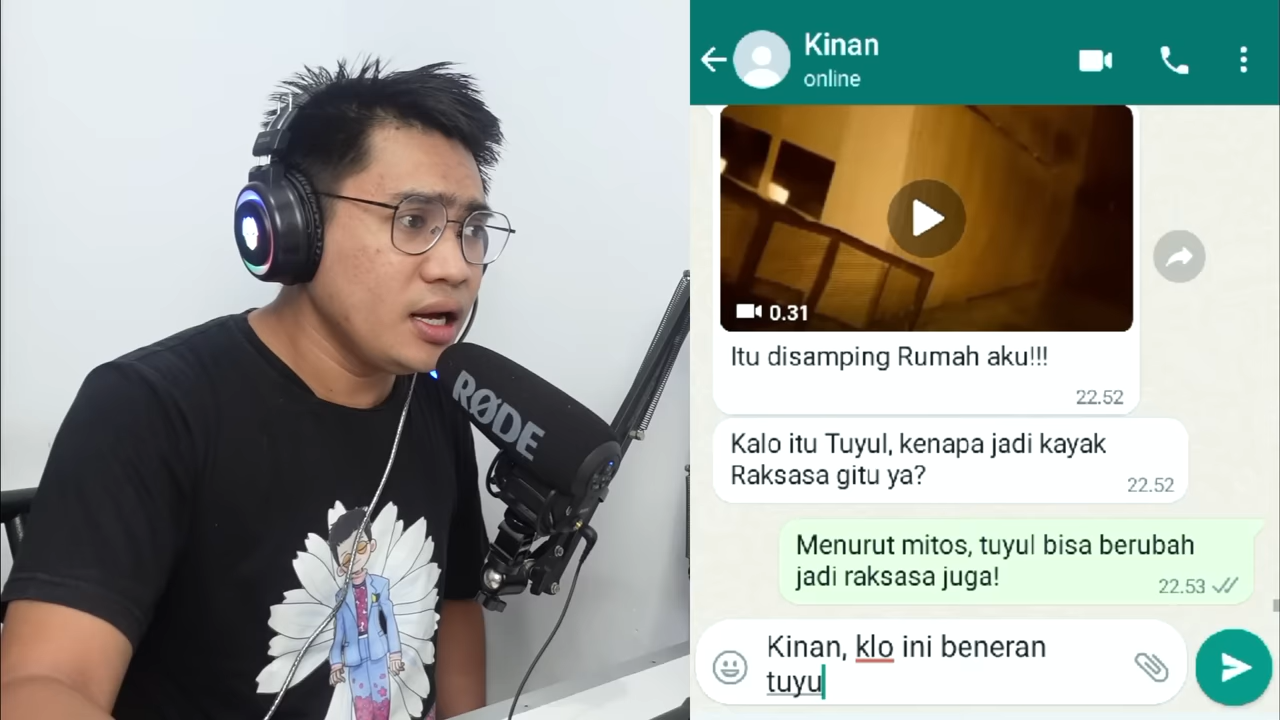 RØDE
Kinan
online
0.31
Itu disamping Rumah aku!!!
22.52
Kalo itu Tuyul, kenapa jadi kayak
Raksasa gitu ya?
22.52
Menurut mitos, tuyul bisa berubah
jadi raksasa juga!
22.53
Kinan, klo ini beneran
tuyu